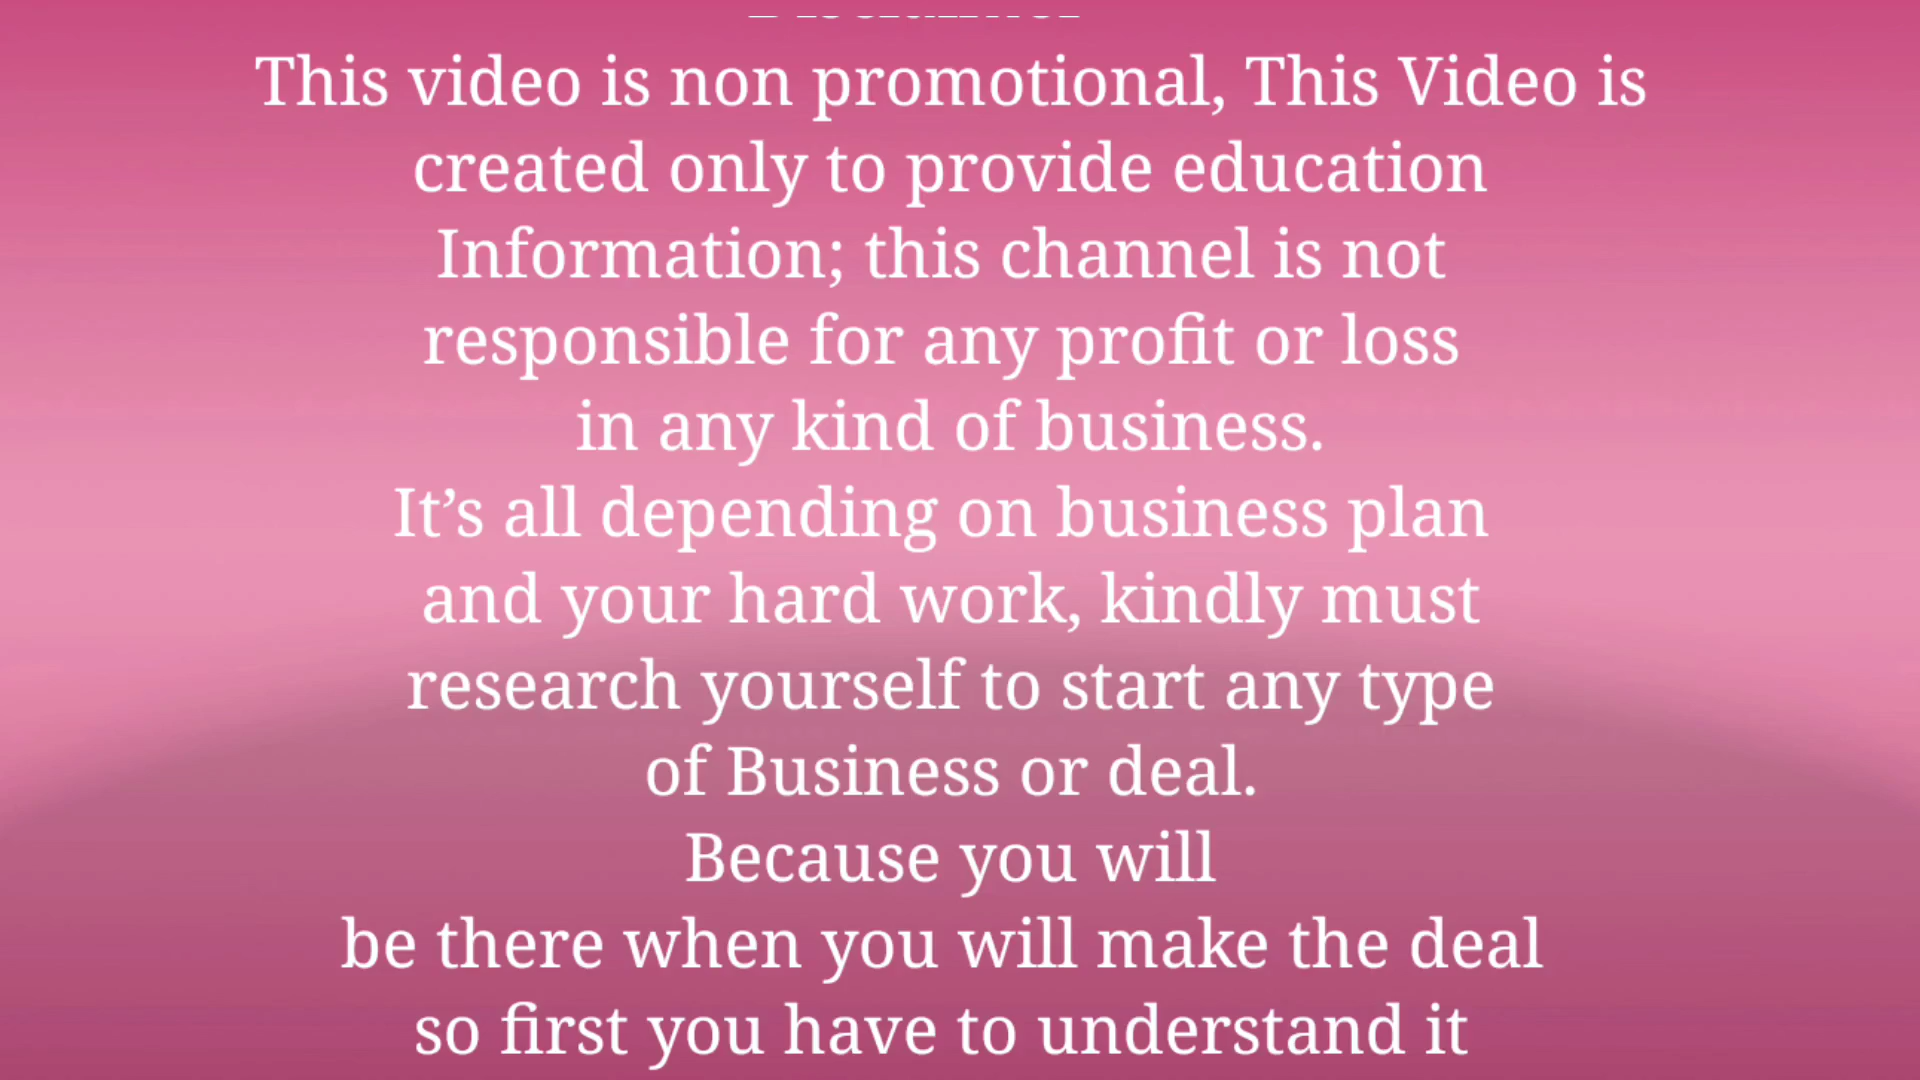 This video is non promotional, This Video is
created only to provide education
Information; this channel is not
responsible for any profit or loss
in any kind of business.
It’s all depending on business plan
and your hard work, kindly must
research yourself to start any type
of Business or deal.
Because you will
be there when you will make the deal
so first you have to understand it